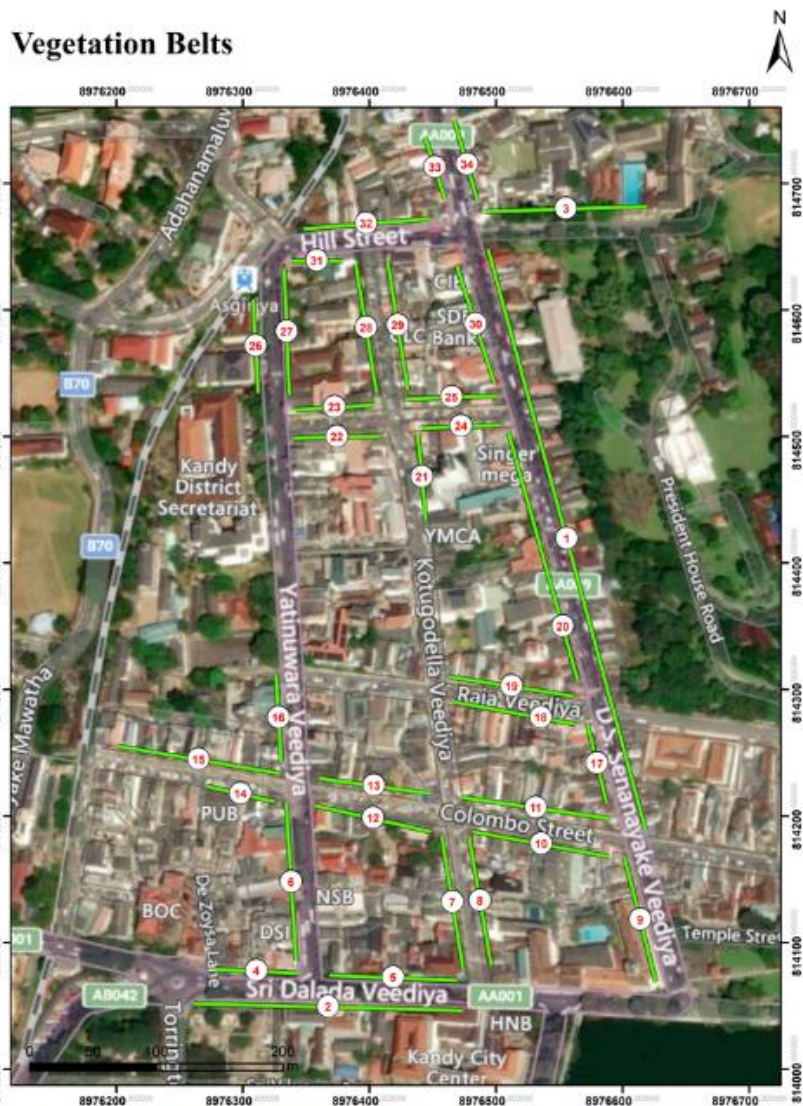 Vegetation Belts
N
8976200
8976300
8976400
8976500
8976600
8976700
AA009
Adahanamaluw
33
34
814700
3
32
Hill Street
31
CIB
Asgiriya
814600
SDB
Bank
26
27
28
29
30
B70
25
23
24
22
814500
Kandy
District
Secretariat
Singer
mega
21
President House Road
YMCA
B70
1
814400
AA009
Kotugodella Veediya
Yatinuwara Veediya
20
19
Raja Veediya
18
814300
16
D.S. Senanayake Veediya
15
17
13
14
PUB
12
11
Colombo Street
10
814200
6
De Zoysa Lane
NSB
BOC
7
8
9
DSI
Temple Stre
814100
4
5
AB042
Sri Dalada Veediya
AA001
2
HNB
Kandy City
Center
0
50
100
200
m
814000
8976200
8976300
8976400
8976500
8976600
8976700